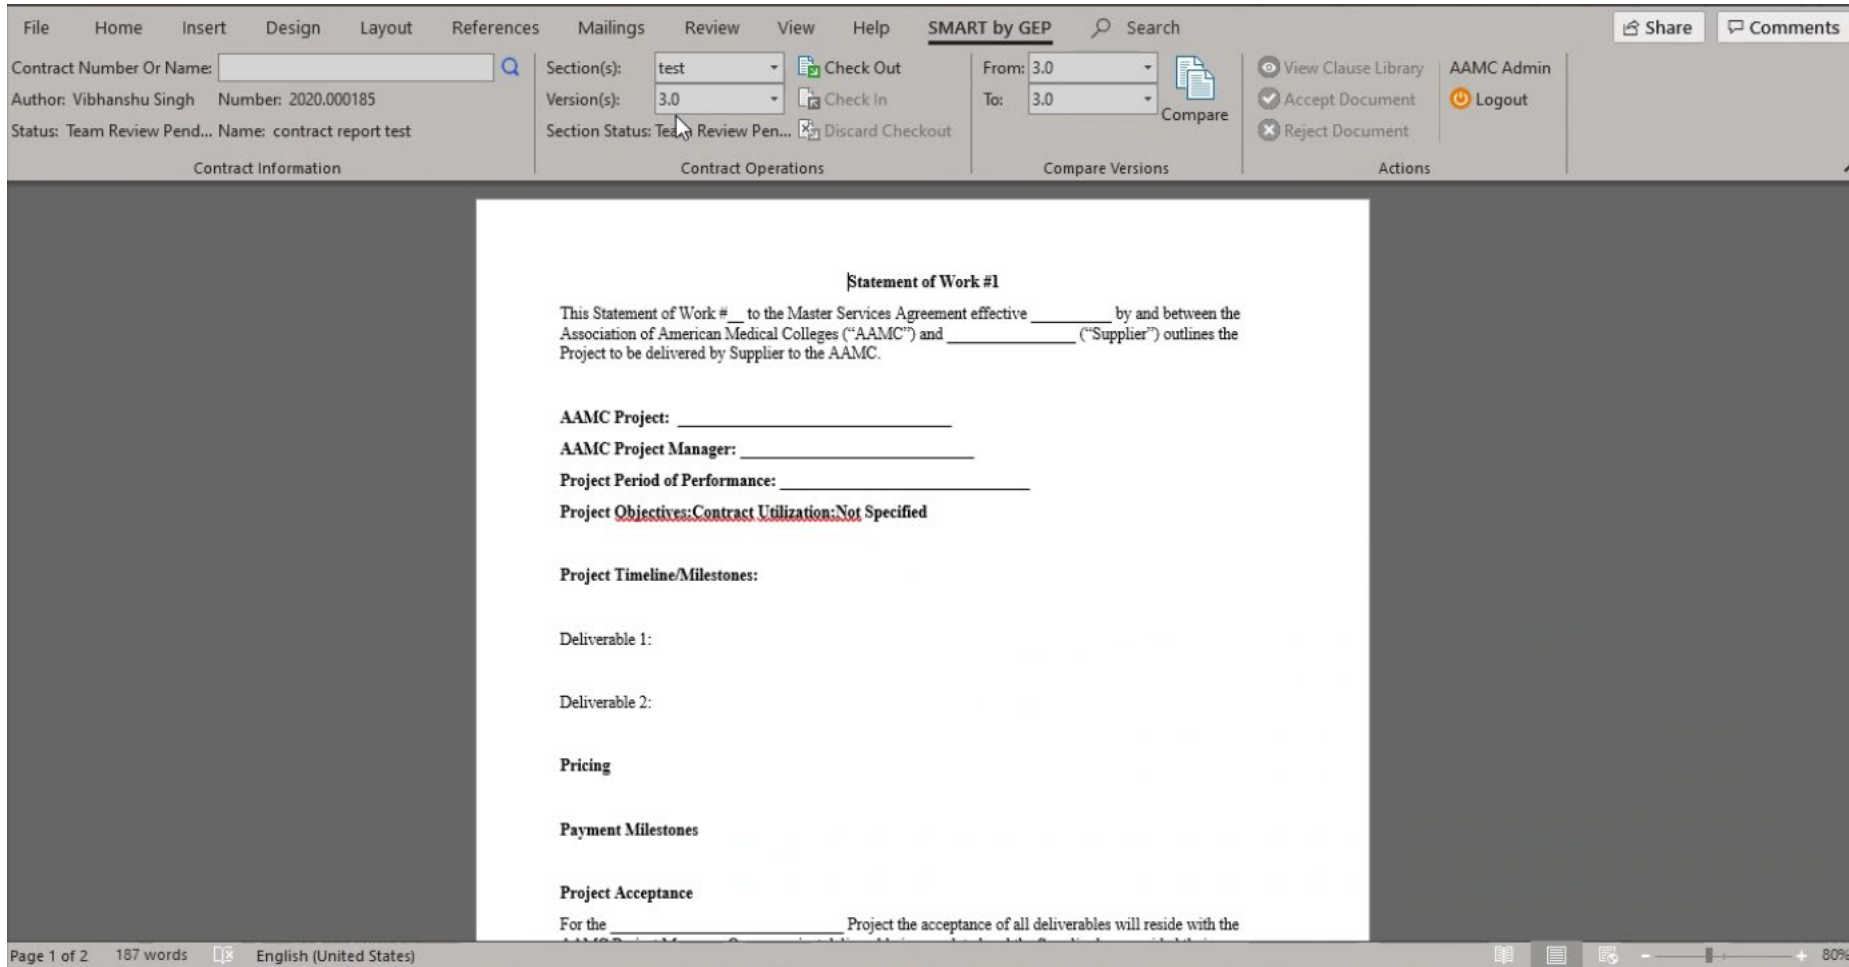 File Home Insert Design Layout References Mailings Review View Help SMART by GEP Search Share Comments
Contract Number Or Name: Section(s): test Check Out From: 3.0 View Clause Library AAMC Admin
Author: Vibhanshu Singh Number: 2020.000185 Version(s): 3.0 Check In To: 3.0 Compare Accept Document Logout
Status: Team Review Pend... Name: contract report test Section Status: Team Review Pen... Discard Checkout Reject Document
Contract Information Contract Operations Compare Versions Actions
Statement of Work #1
This Statement of Work #__ to the Master Services Agreement effective __________ by and between the
Association of American Medical Colleges (“AAMC”) and ________________ (“Supplier”) outlines the
Project to be delivered by Supplier to the AAMC.
AAMC Project: __________________________________
AAMC Project Manager: _____________________________
Project Period of Performance: _______________________________
Project Objectives:Contract Utilization:Not Specified
Project Timeline/Milestones:
Deliverable 1:
Deliverable 2:
Pricing
Payment Milestones
Project Acceptance
For the _____________________________ Project the acceptance of all deliverables will reside with the
Page 1 of 2 187 words English (United States) 80%